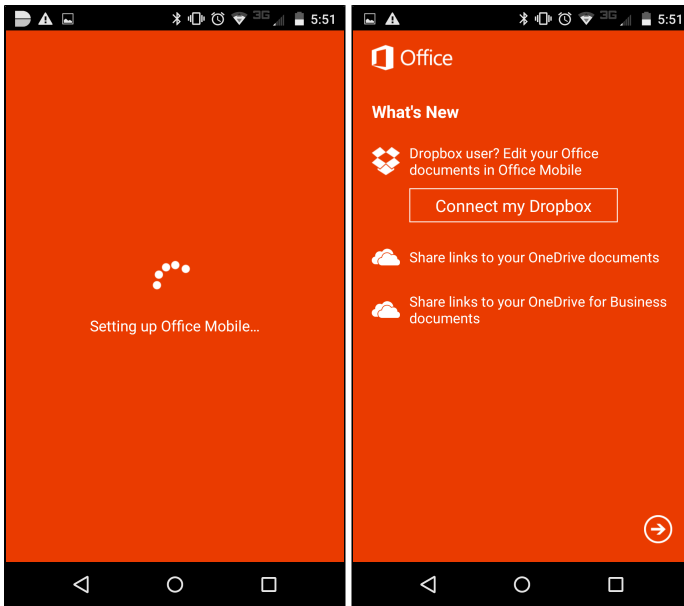 3G 5:51
Setting up Office Mobile...
3G 5:51
Office
What's New
Dropbox user? Edit your Office
documents in Office Mobile
Connect my Dropbox
Share links to your OneDrive documents
Share links to your OneDrive for Business
documents